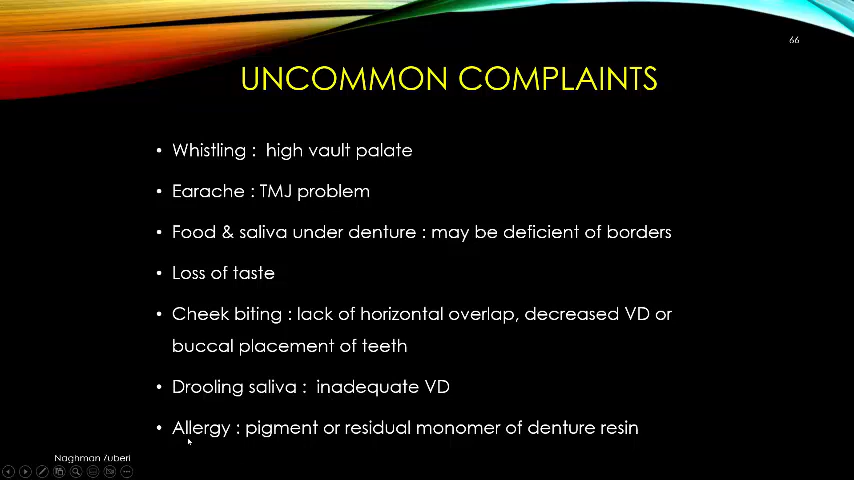 66
UNCOMMON COMPLAINTS
• Whistling : high vault palate
• Earache : TMJ problem
• Food & saliva under denture : may be deficient of borders
• Loss of taste
• Cheek biting : lack of horizontal overlap, decreased VD or
buccal placement of teeth
• Drooling saliva : inadequate VD
• Allergy : pigment or residual monomer of denture resin
Naghman Zuberi